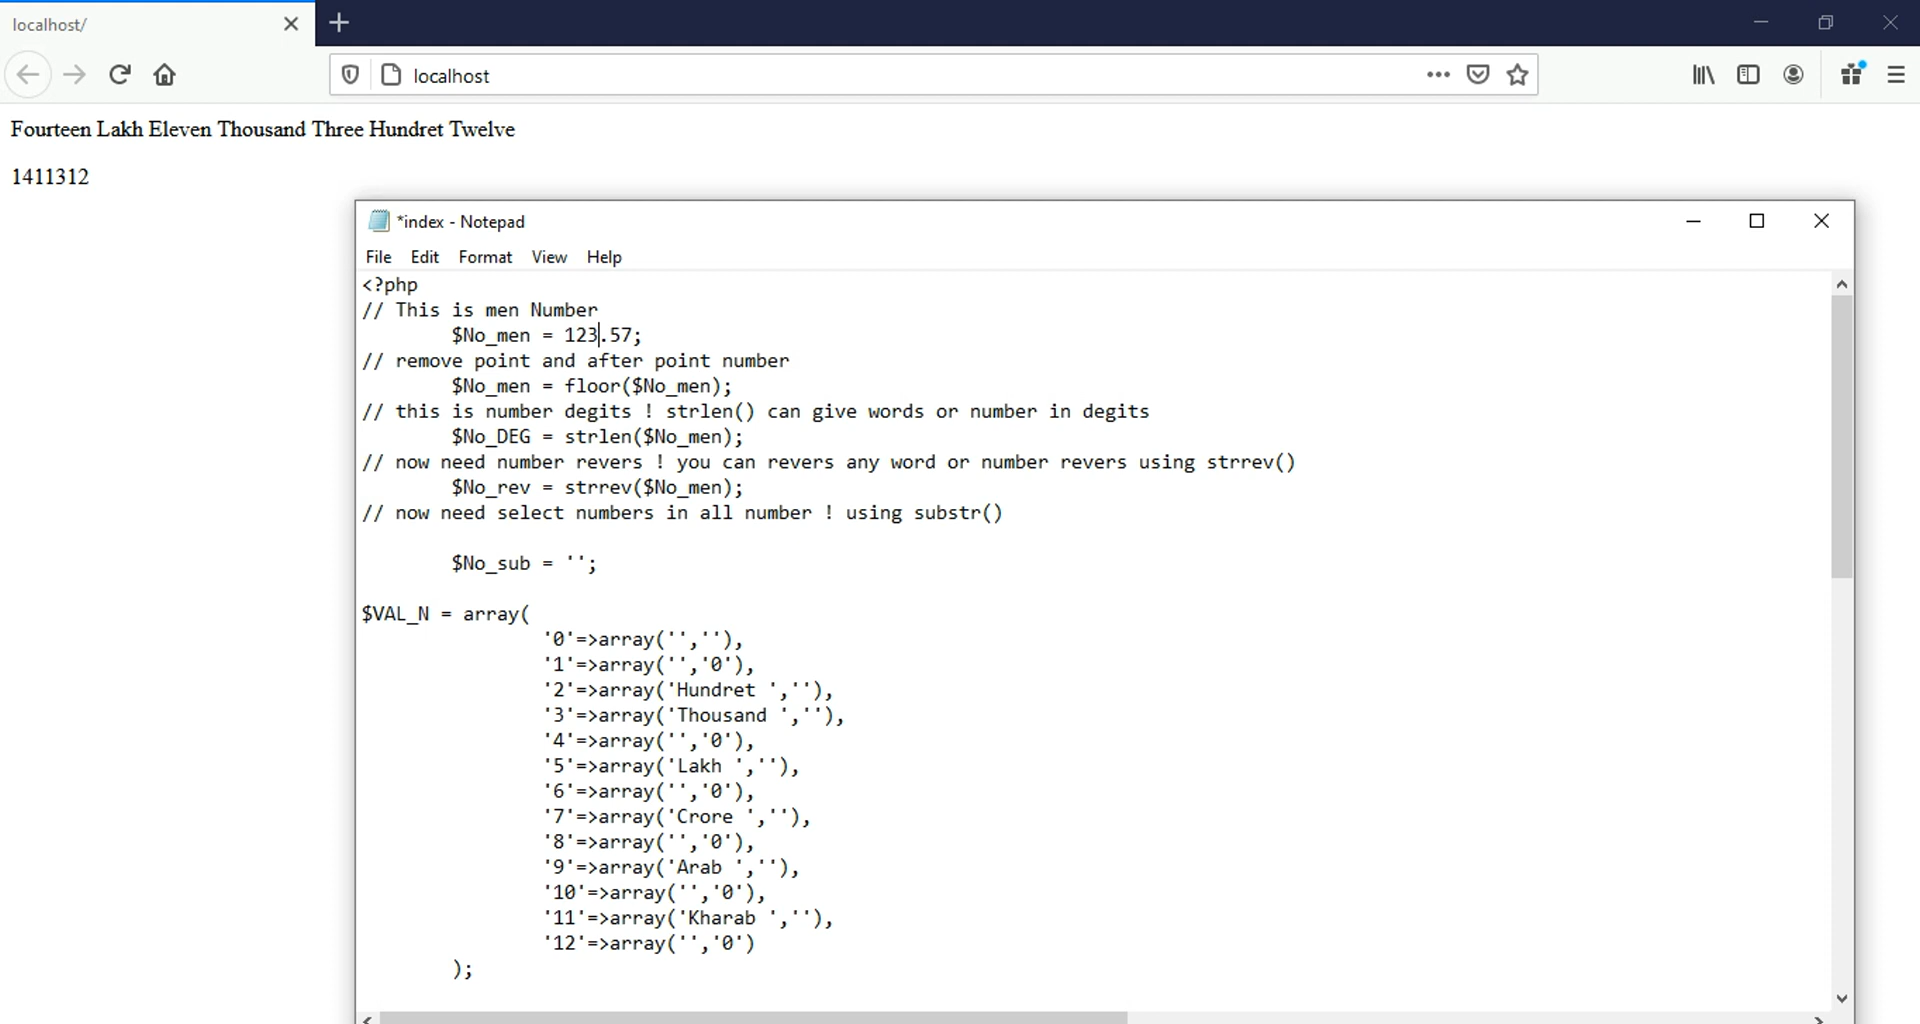 localhost/
localhost
Fourteen Lakh Eleven Thousand Three Hundret Twelve
1411312
*index - Notepad
File Edit Format View Help
<?php
// This is men Number
$No_men = 123.57;
// remove point and after point number
$No_men = floor($No_men);
// this is number degits ! strlen() can give words or number in degits
$No_DEG = strlen($No_men);
// now need number revers ! you can revers any word or number revers using strrev()
$No_rev = strrev($No_men);
// now need select numbers in all number ! using substr()
$No_sub = '';
$VAL_N = array(
'0'=>array('',''),
'1'=>array('','0'),
'2'=>array('Hundret ',''),
'3'=>array('Thousand ',''),
'4'=>array('','0'),
'5'=>array('Lakh ',''),
'6'=>array('','0'),
'7'=>array('Crore ',''),
'8'=>array('','0'),
'9'=>array('Arab ',''),
'10'=>array('','0'),
'11'=>array('Kharab ',''),
'12'=>array('','0')
);